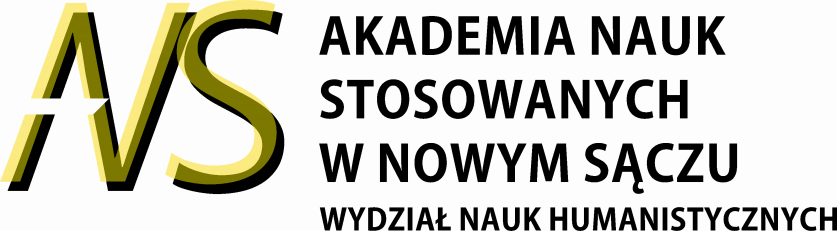 ANS
AKADEMIA NAUK
STOSOWANYCH
W NOWYM SĄCZU
WYDZIAŁ NAUK HUMANISTYCZNYCH